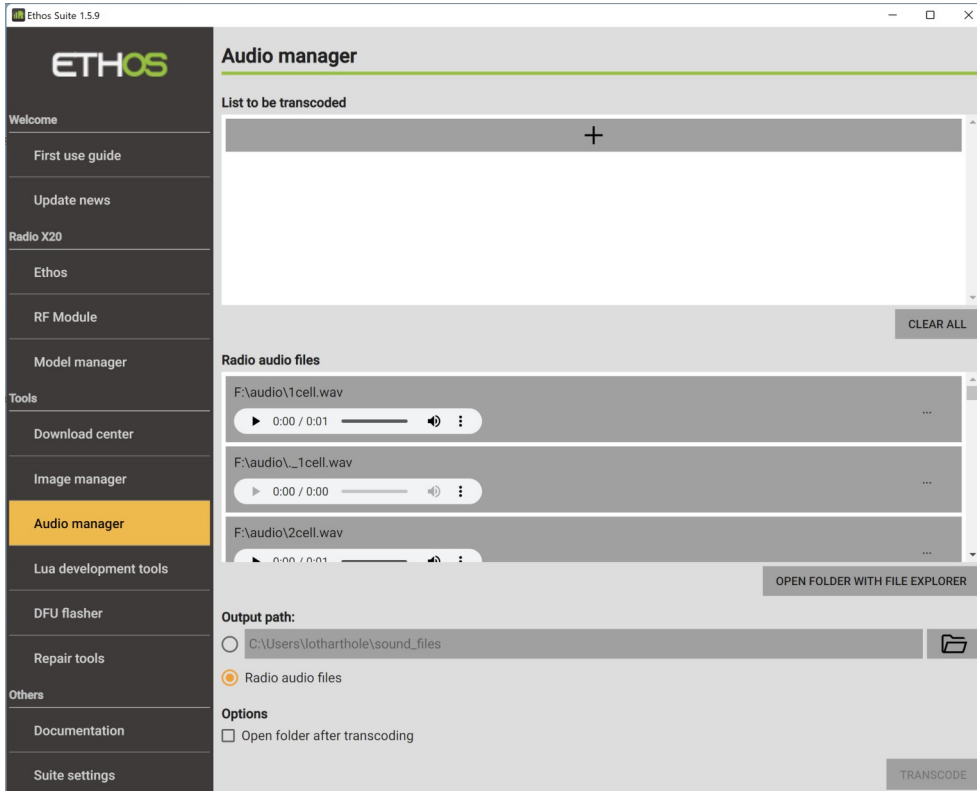 Ethos Suite 1.5.9
ETHOS
Welcome
First use guide
Update news
Radio X20
Ethos
RF Module
Model manager
Tools
Download center
Image manager
Audio manager
Lua development tools
DFU flasher
Repair tools
Others
Documentation
Suite settings
Audio manager
List to be transcoded
+
CLEAR ALL
Radio audio files
F:\audio\1cell.wav
0:00 / 0:01
...
F:\audio\._1cell.wav
0:00 / 0:00
...
F:\audio\2cell.wav
0:00 / 0:01
...
OPEN FOLDER WITH FILE EXPLORER
Output path:
C:\Users\lotharthole\sound_files
Radio audio files
Options
Open folder after transcoding
TRANSCODE